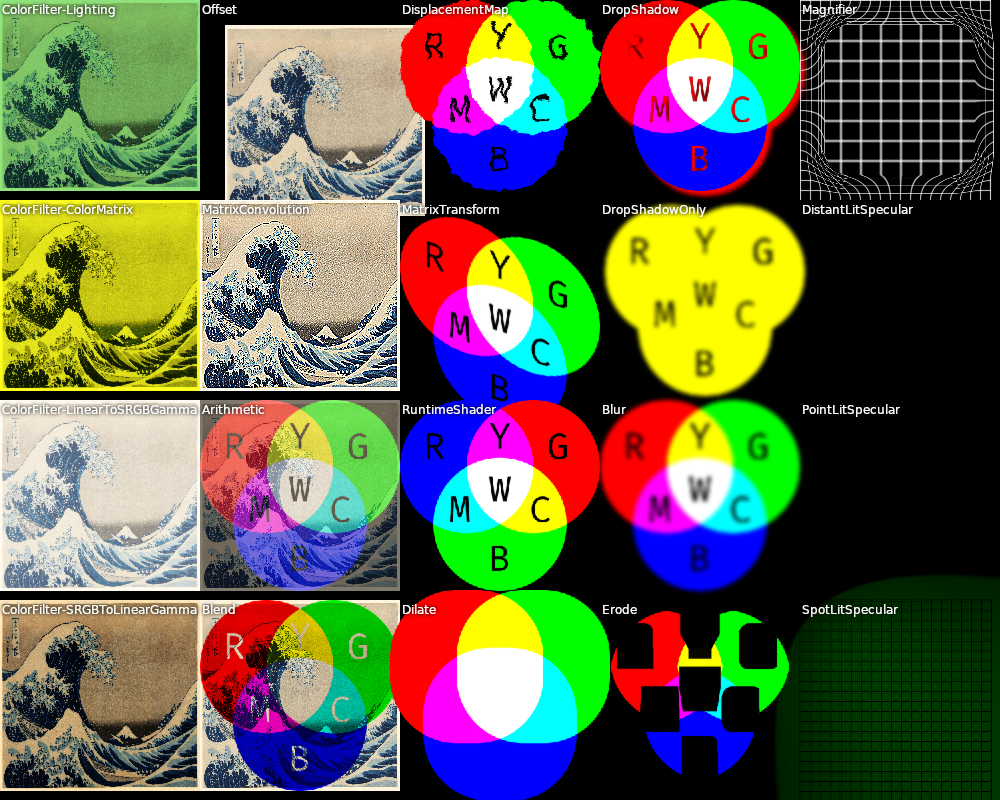 ColorFilter-Lighting
Offset
DisplacementMap
R Y G
M W C
B
DropShadow
R Y G
M W C
B
Magnifier
ColorFilter-ColorMatrix
MatrixConvolution
MatrixTransform
R Y G
M W C
B
DropShadowOnly
R Y G
M W C
B
DistantLitSpecular
ColorFilter-LinearToSRGBGamma
Arithmetic
R Y G
M W C
B
RuntimeShader
R Y G
M W C
B
Blur
R Y G
M W C
B
PointLitSpecular
ColorFilter-SRGBToLinearGamma
Blend
R Y G
M C
B
Dilate
Erode
SpotLitSpecular